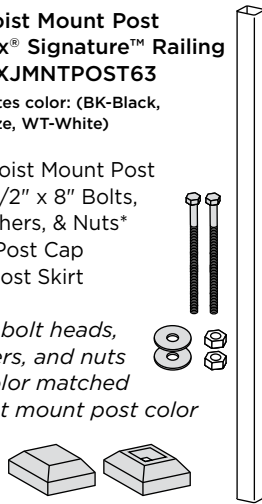 oist Mount Post
x® Signature™ Railing
XJMNTPOST63
tes color: (BK-Black,
ze, WT-White)
oist Mount Post
/2" x 8" Bolts,
hers, & Nuts*
Post Cap
ost Skirt
bolt heads,
ers, and nuts
olor matched
t mount post color